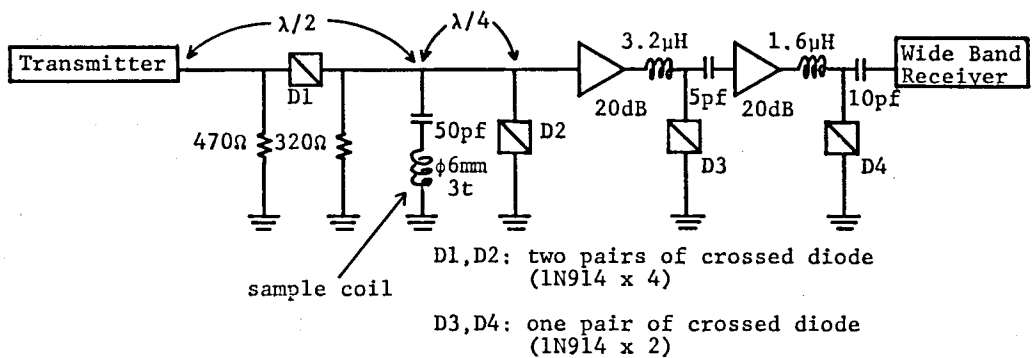 λ/2
λ/4
Transmitter
D1
470Ω
320Ω
50pf
φ6mm
3t
sample coil
D2
20dB
3.2μH
5pf
D3
20dB
1.6μH
10pf
D4
Wide Band
Receiver
D1,D2: two pairs of crossed diode
(1N914 x 4)
D3,D4: one pair of crossed diode
(1N914 x 2)